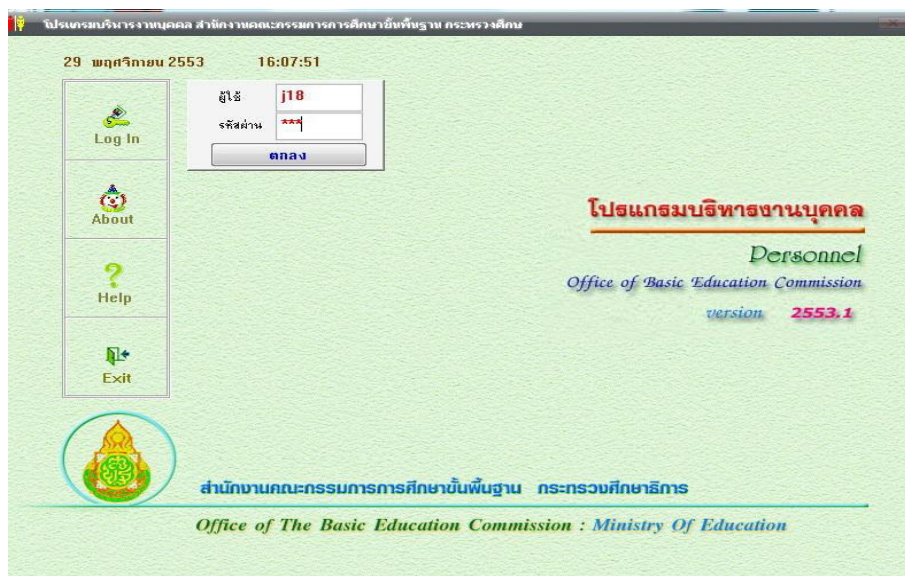 โปรแกรมบริหารงานบุคคล สำนักงานคณะกรรมการการศึกษาขั้นพื้นฐาน กระทรวงศึกษ
29 พฤศจิกายน 2553 16:07:51
ผู้ใช้ j18
รหัสผ่าน ***
ตกลง
Log In
About
Help
Exit
โปรแกรมบริหารงานบุคคล
Personnel
Office of Basic Education Commission
version 2553.1
สำนักงานคณะกรรมการการศึกษาขั้นพื้นฐาน กระทรวงศึกษาธิการ
Office of The Basic Education Commission : Ministry Of Education